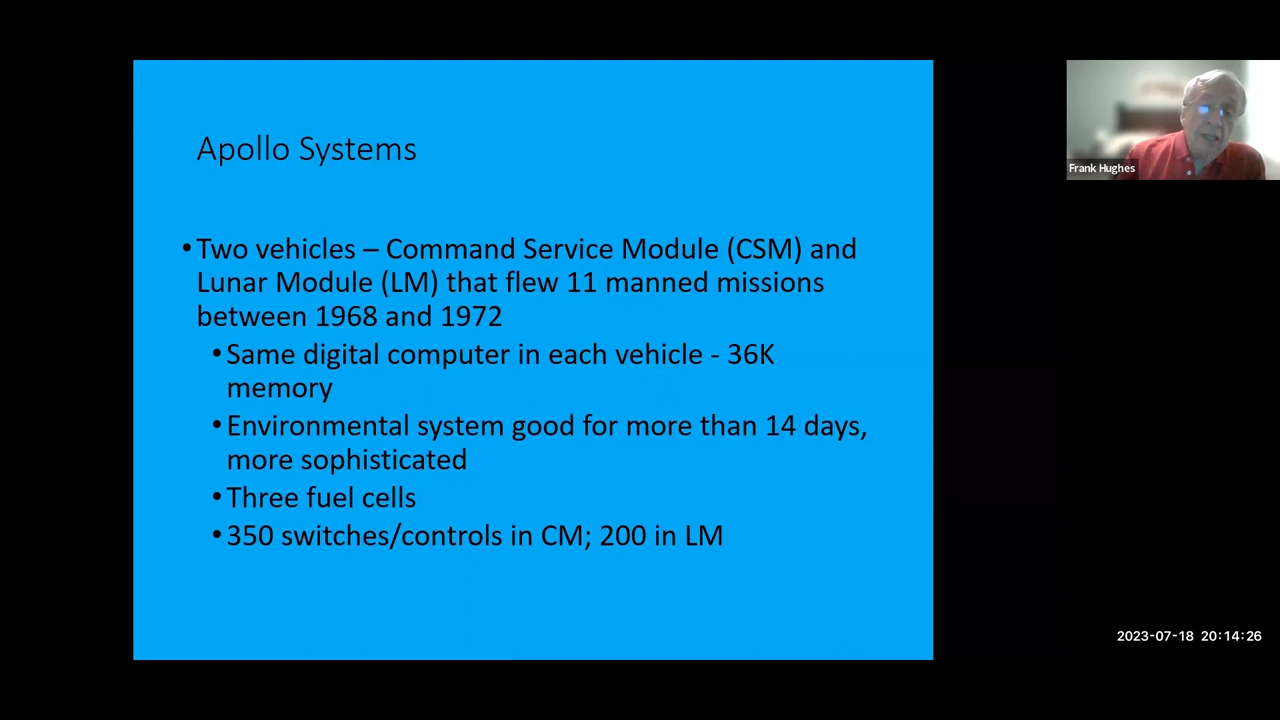 Apollo Systems
• Two vehicles – Command Service Module (CSM) and
Lunar Module (LM) that flew 11 manned missions
between 1968 and 1972
• Same digital computer in each vehicle - 36K
memory
• Environmental system good for more than 14 days,
more sophisticated
• Three fuel cells
• 350 switches/controls in CM; 200 in LM
Frank Hughes
2023-07-18 20:14:26